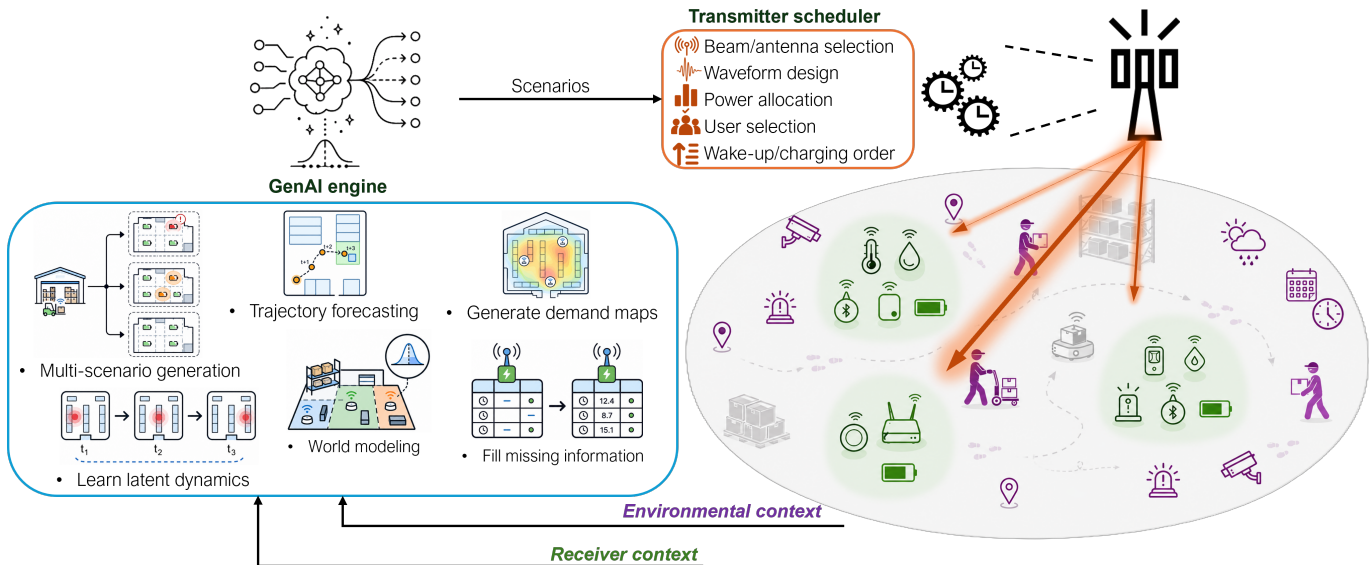 Transmitter scheduler
Beam/antenna selection
Waveform design
Power allocation
User selection
Wake-up/charging order
Scenarios
GenAI engine
t+1
t+2
t+3
• Multi-scenario generation
• Trajectory forecasting
• Generate demand maps
t1
t2
t3
• Learn latent dynamics
• World modeling
12.4
8.7
15.1
• Fill missing information
Environmental context
Receiver context